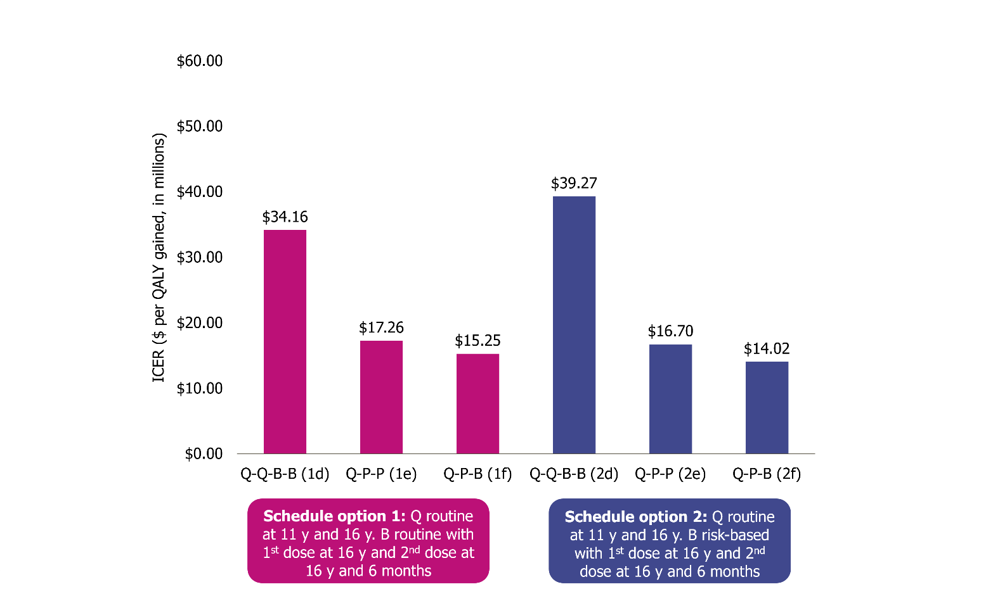 $60.00
$50.00
$40.00
$30.00
$20.00
$10.00
$0.00
ICER ($ per QALY gained, in millions)
$34.16
$17.26
$15.25
$39.27
$16.70
$14.02
Q-Q-B-B (1d)
Q-P-P (1e)
Q-P-B (1f)
Q-Q-B-B (2d)
Q-P-P (2e)
Q-P-B (2f)
Schedule option 1: Q routine
at 11 y and 16 y. B routine with
1st dose at 16 y and 2nd dose at
16 y and 6 months
Schedule option 2: Q routine
at 11 y and 16 y. B risk-based
with 1st dose at 16 y and 2nd
dose at 16 y and 6 months